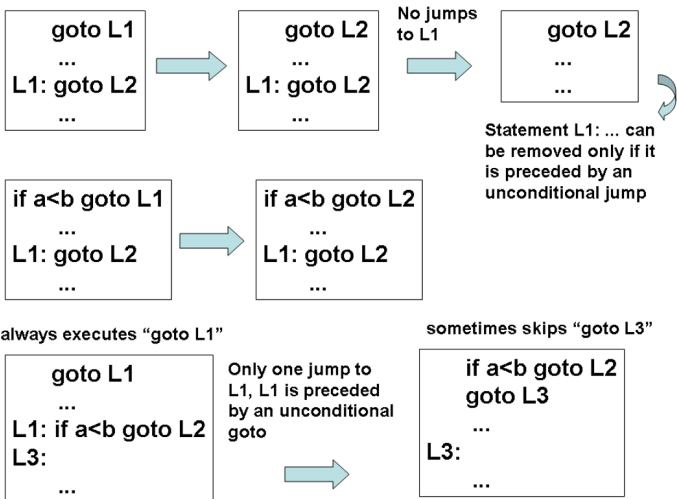 goto L1
...
L1: goto L2
...
goto L2
...
L1: goto L2
...
No jumps
to L1
goto L2
...
...
Statement L1: ... can
be removed only if it
is preceded by an
unconditional jump
if a<b goto L1
...
L1: goto L2
...
if a<b goto L2
...
L1: goto L2
...
always executes “goto L1”
goto L1
...
L1: if a<b goto L2
L3:
...
Only one jump to
L1, L1 is preceded
by an unconditional
goto
sometimes skips “goto L3”
if a<b goto L2
goto L3
...
L3:
...